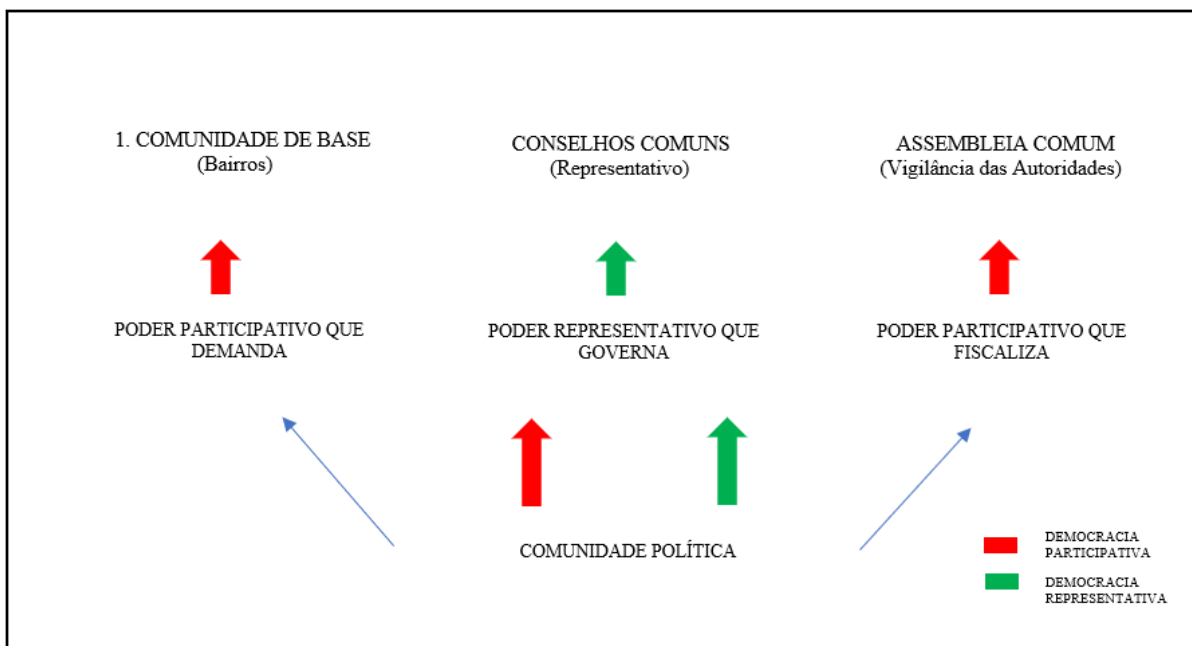 1. COMUNIDADE DE BASE
(Bairros)
CONSELHOS COMUNS
(Representativo)
ASSEMBLEIA COMUM
(Vigilância das Autoridades)
PODER PARTICIPATIVO QUE
DEMANDA
PODER REPRESENTATIVO QUE
GOVERNA
PODER PARTICIPATIVO QUE
FISCALIZA
COMUNIDADE POLÍTICA
DEMOCRACIA
PARTICIPATIVA
DEMOCRACIA
REPRESENTATIVA